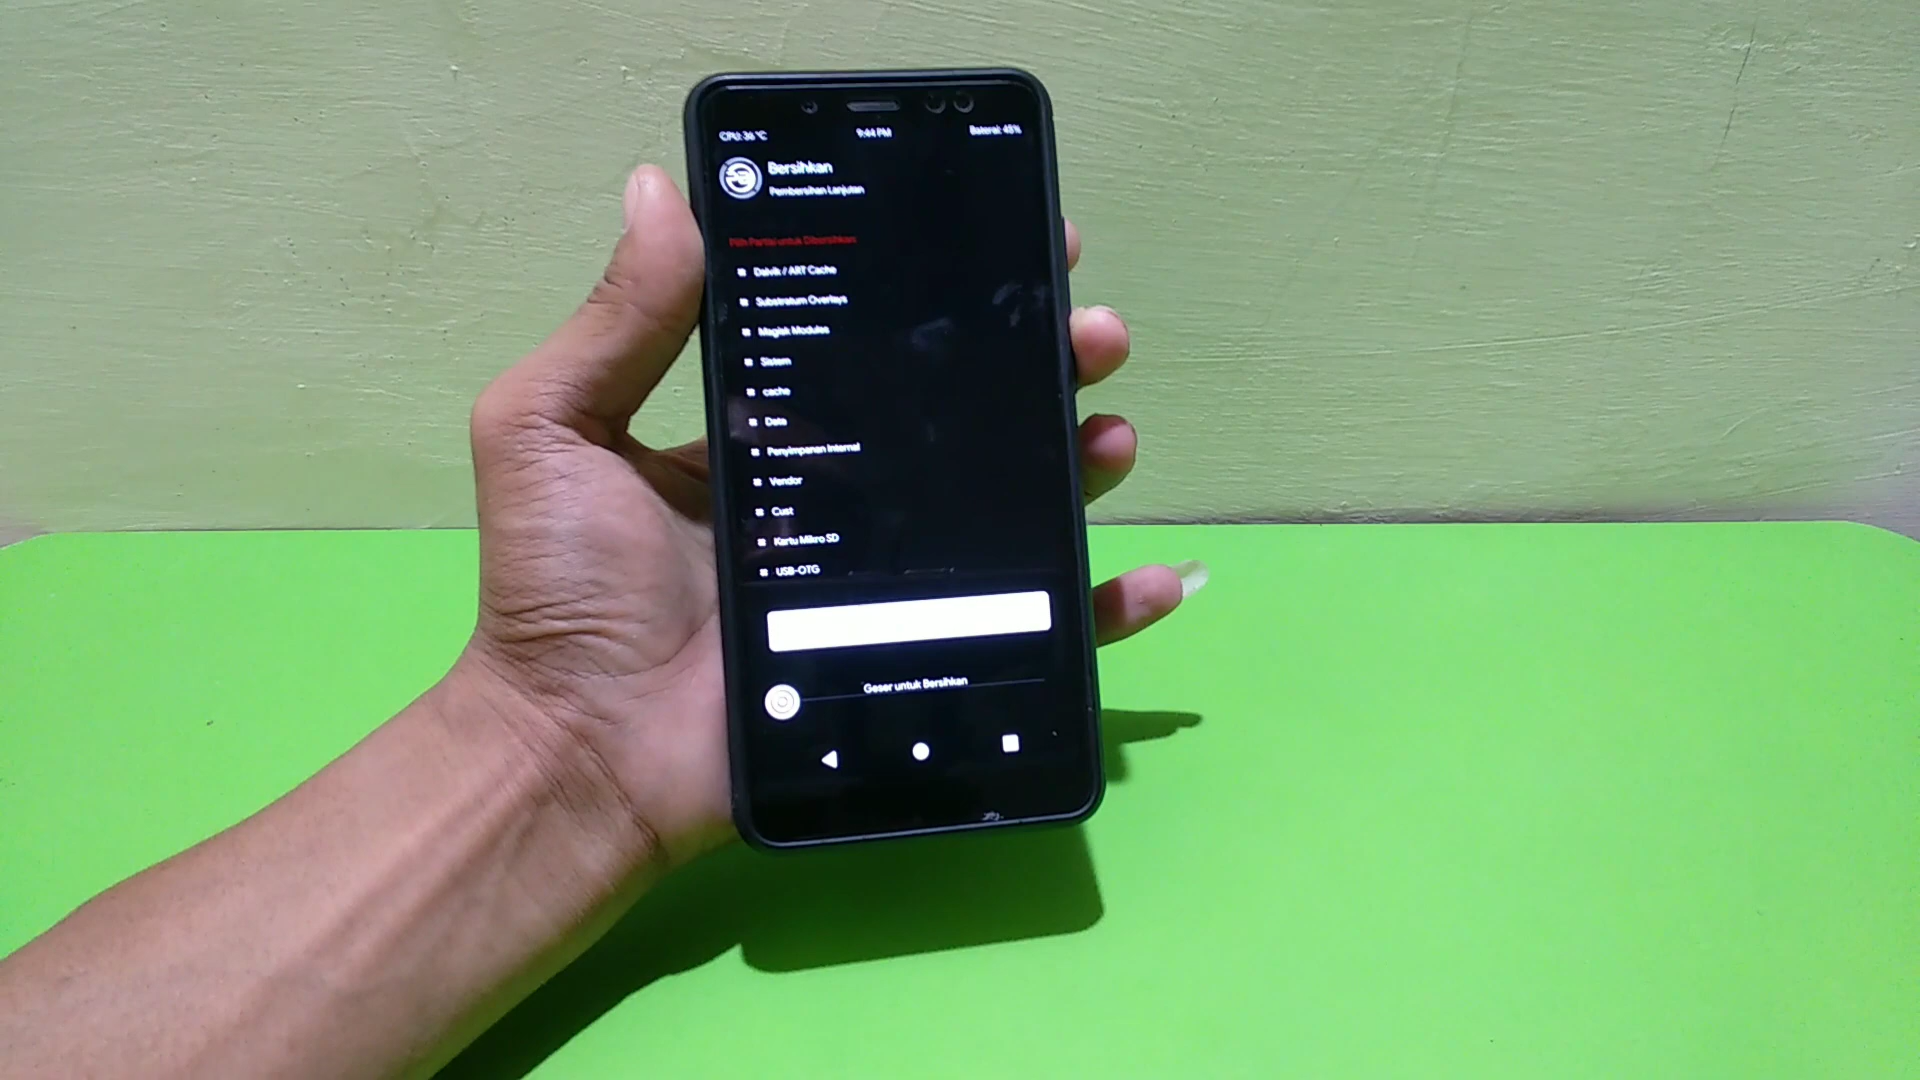 CPU: 36 °C
9:44 PM
Baterai: 45%
Bersihkan
Pembersihan Lanjutan
Pilih Partisi untuk Dibersihkan
Dalvik / ART Cache
Substratum Overlays
Magisk Modules
Sistem
cache
Data
Penyimpanan Internal
Vendor
Cust
Kartu Mikro SD
USB-OTG
Geser untuk Bersihkan